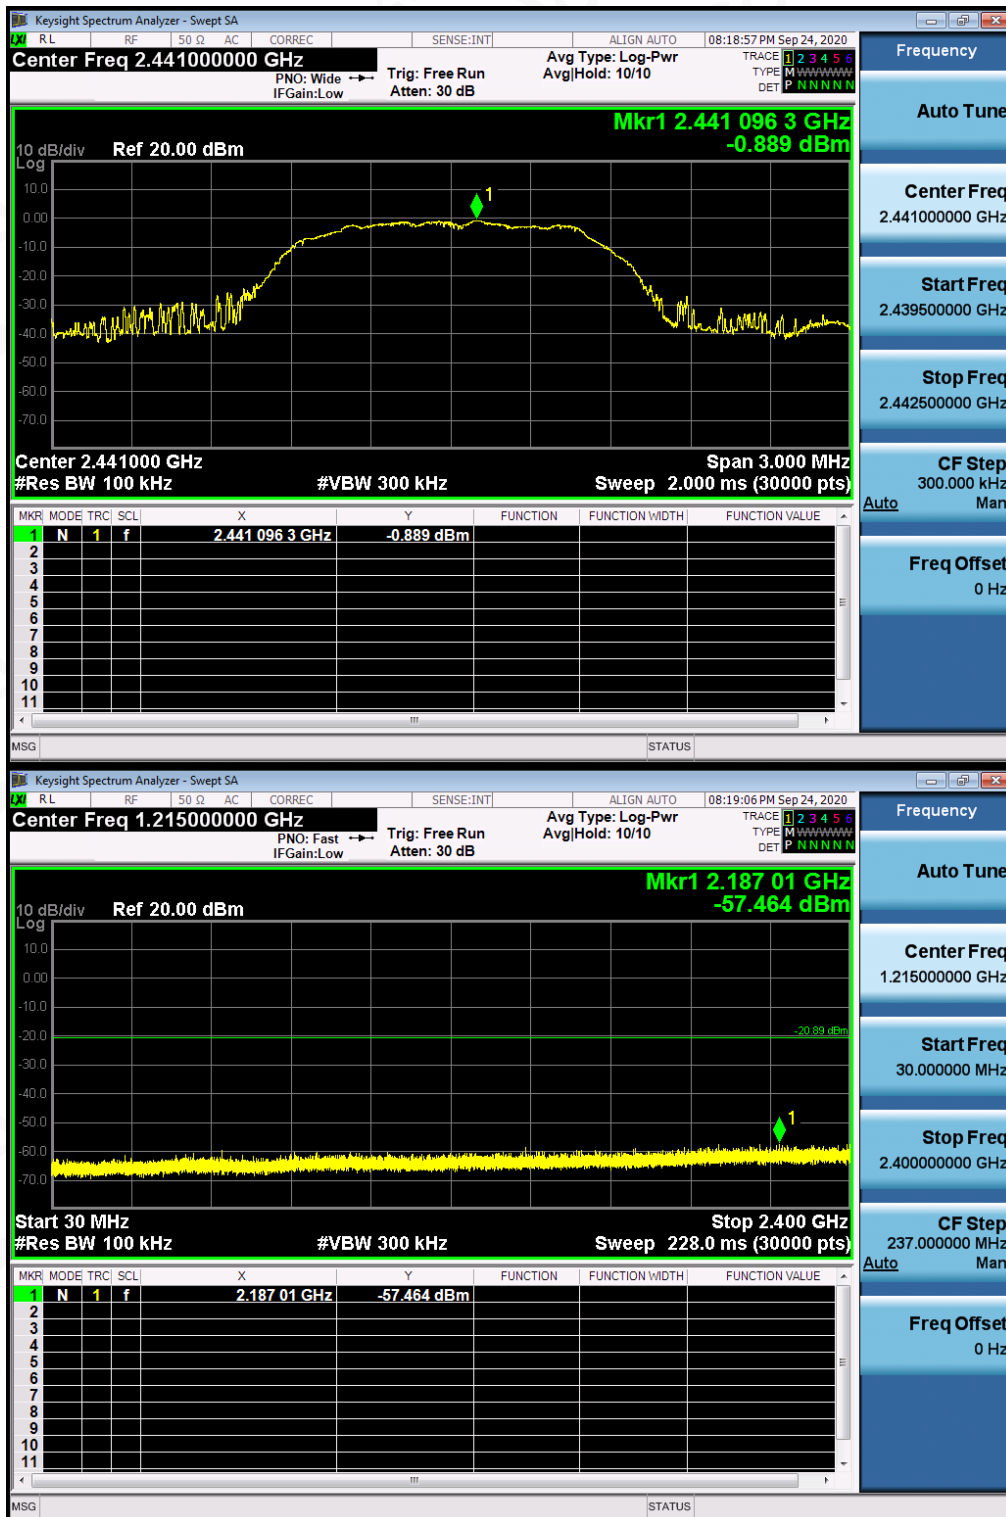 Keysight Spectrum Analyzer - Swept SA
LXI RL RF 50 Ω AC CORREC SENSE:INT ALIGN AUTO 08:18:57 PM Sep 24, 2020
Center Freq 2.441000000 GHz
PNO: Wide
IFGain:Low
Trig: Free Run
Atten: 30 dB
Avg Type: Log-Pwr
Avg|Hold: 10/10
TRACE 1 2 3 4 5 6
TYPE M WWWWW
DET P N N N N N
Mkr1 2.441 096 3 GHz
-0.889 dBm
10 dB/div Ref 20.00 dBm
Log
10.0
0.00
-10.0
-20.0
-30.0
-40.0
-50.0
-60.0
-70.0
1
Center 2.441000 GHz Span 3.000 MHz
#Res BW 100 kHz #VBW 300 kHz Sweep 2.000 ms (30000 pts)
MKR MODE TRC SCL X Y FUNCTION FUNCTION WIDTH FUNCTION VALUE
1 N 1 f 2.441 096 3 GHz -0.889 dBm
2
3
4
5
6
7
8
9
10
11
MSG STATUS
Frequency
Auto Tune
Center Freq
2.441000000 GHz
Start Freq
2.439500000 GHz
Stop Freq
2.442500000 GHz
CF Step
300.000 kHz
Auto Man
Freq Offset
0 Hz
Keysight Spectrum Analyzer - Swept SA
LXI RL RF 50 Ω AC CORREC SENSE:INT ALIGN AUTO 08:19:06 PM Sep 24, 2020
Center Freq 1.215000000 GHz
PNO: Fast
IFGain:Low
Trig: Free Run
Atten: 30 dB
Avg Type: Log-Pwr
Avg|Hold: 10/10
TRACE 1 2 3 4 5 6
TYPE M WWWWW
DET P N N N N N
Mkr1 2.187 01 GHz
-57.464 dBm
10 dB/div Ref 20.00 dBm
Log
10.0
0.00
-10.0
-20.0
-30.0
-40.0
-50.0
-60.0
-70.0
-20.89 dBm
1
Start 30 MHz Stop 2.400 GHz
#Res BW 100 kHz #VBW 300 kHz Sweep 228.0 ms (30000 pts)
MKR MODE TRC SCL X Y FUNCTION FUNCTION WIDTH FUNCTION VALUE
1 N 1 f 2.187 01 GHz -57.464 dBm
2
3
4
5
6
7
8
9
10
11
MSG STATUS
Frequency
Auto Tune
Center Freq
1.215000000 GHz
Start Freq
30.000000 MHz
Stop Freq
2.400000000 GHz
CF Step
237.000000 MHz
Auto Man
Freq Offset
0 Hz